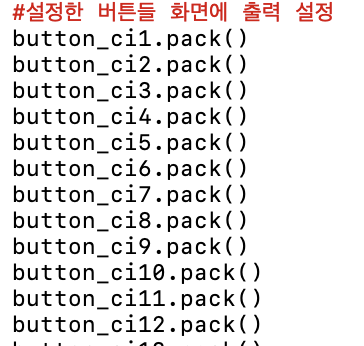 #설정한 버튼들 화면에 출력 설정
button_ci1.pack()
button_ci2.pack()
button_ci3.pack()
button_ci4.pack()
button_ci5.pack()
button_ci6.pack()
button_ci7.pack()
button_ci8.pack()
button_ci9.pack()
button_ci10.pack()
button_ci11.pack()
button_ci12.pack()